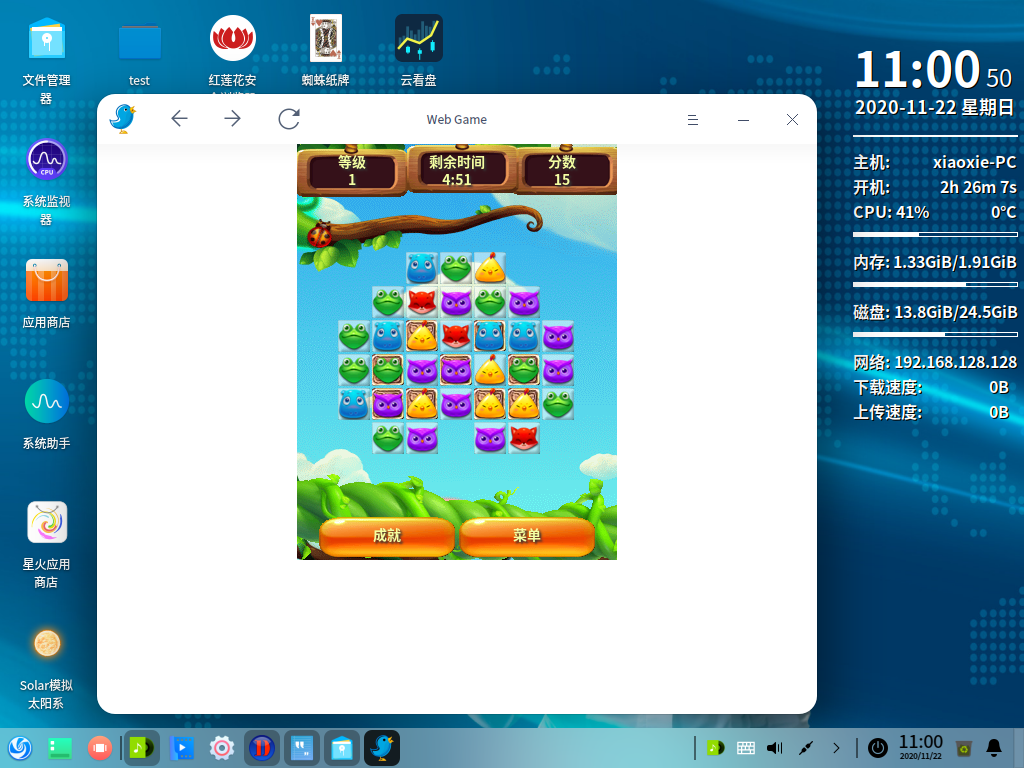 文件管理
器
test
红莲花安
蜘蛛纸牌
云看盘
系统监视
器
CPU
应用商店
系统助手
星火应用
商店
Solar模拟
太阳系
Web Game
等级
1
剩余时间
4:51
分数
15
成就
菜单
11:00 50
2020-11-22 星期日
主机: xiaoxie-PC
开机: 2h 26m 7s
CPU: 41% 0°C
内存: 1.33GiB/1.91GiB
磁盘: 13.8GiB/24.5GiB
网络: 192.168.128.128
下载速度: 0B
上传速度: 0B
11:00
2020/11/22